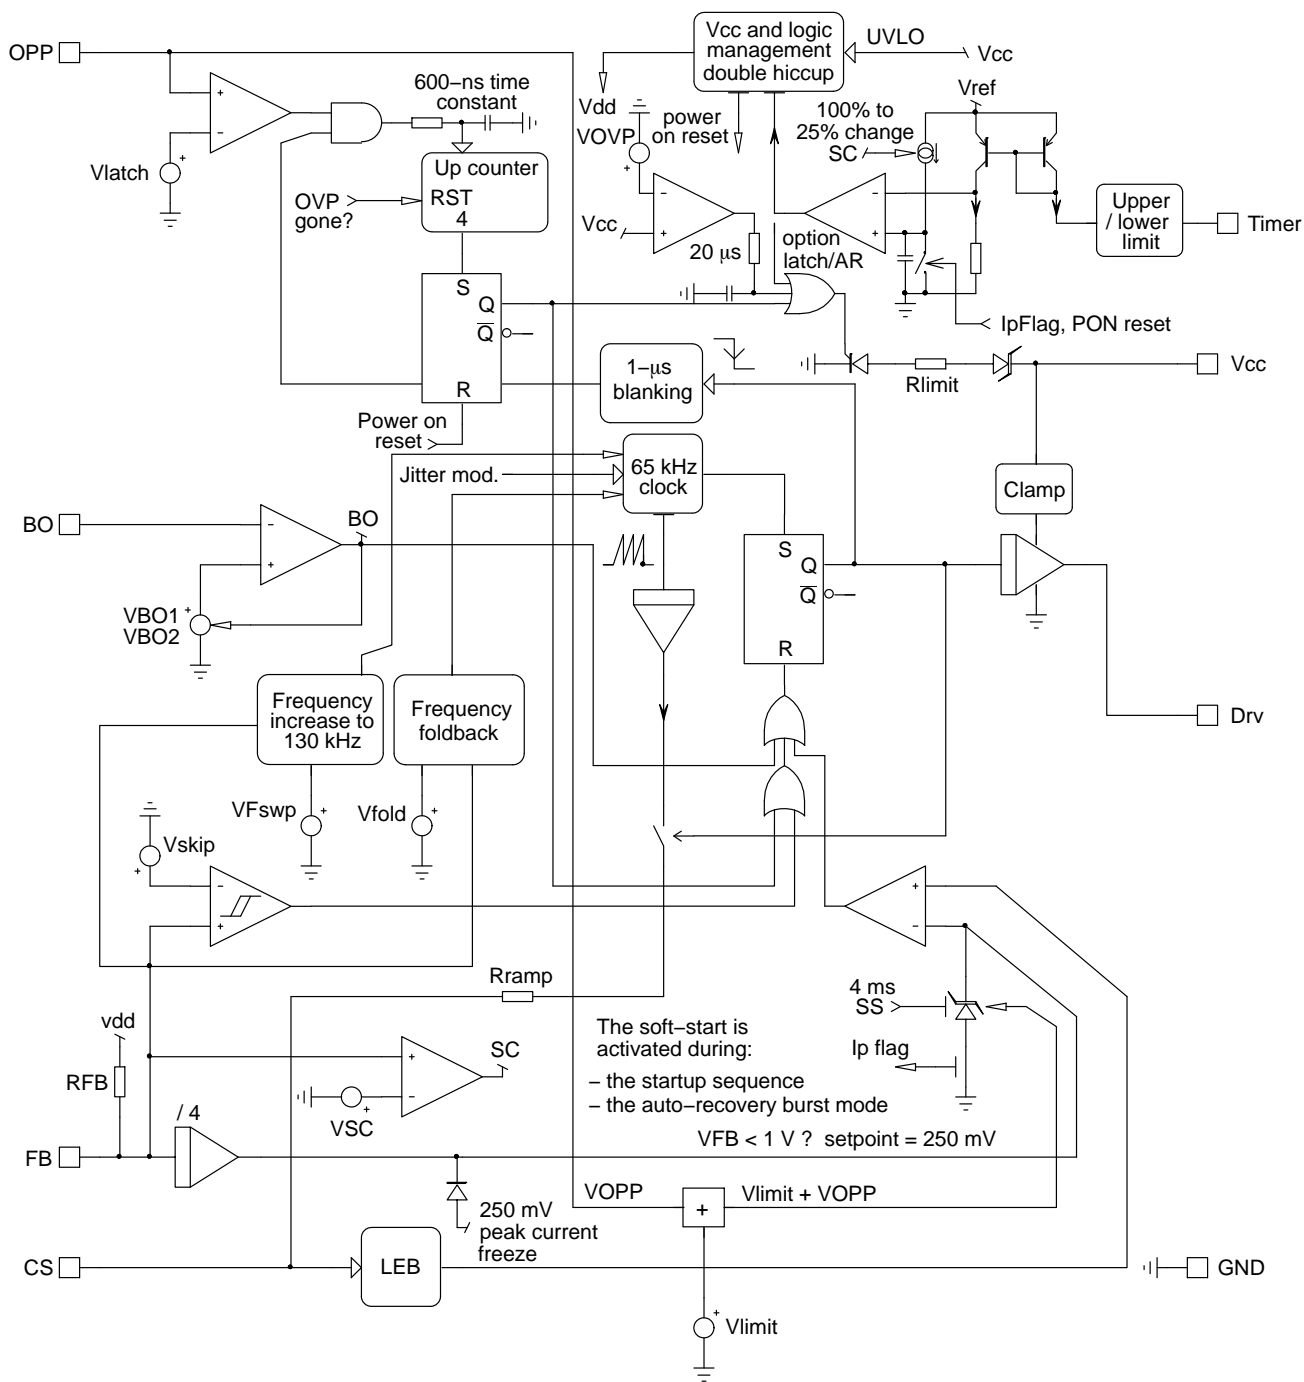 OPP
Vcc and logic
management
double hiccup
UVLO
Vcc
Vdd
600–ns time
constant
+
–
Vlatch
+
Up counter
RST
4
OVP
gone?
VOVP
+
power
on reset
100% to
25% change
SC
Vref
Upper
/ lower
limit
Timer
–
+
Vcc
20 μs
option
latch/AR
–
+
IpFlag, PON reset
S
Q
Q
R
Power on
reset
1–μs
blanking
Rlimit
Vcc
Clamp
Jitter mod.
65 kHz
clock
BO
–
+
BO
VBO1
VBO2
+
S
Q
Q
R
Drv
Frequency
increase to
130 kHz
Frequency
foldback
VFswp
+
Vfold
+
Vskip
+
–
+
+
–
Rramp
4 ms
SS
Ip flag
The soft–start is
activated during:
– the startup sequence
– the auto–recovery burst mode
vdd
RFB
+
–
SC
VSC
+
/ 4
VFB < 1 V ? setpoint = 250 mV
FB
250 mV
peak current
freeze
VOPP
+
Vlimit + VOPP
CS
LEB
GND
+
Vlimit